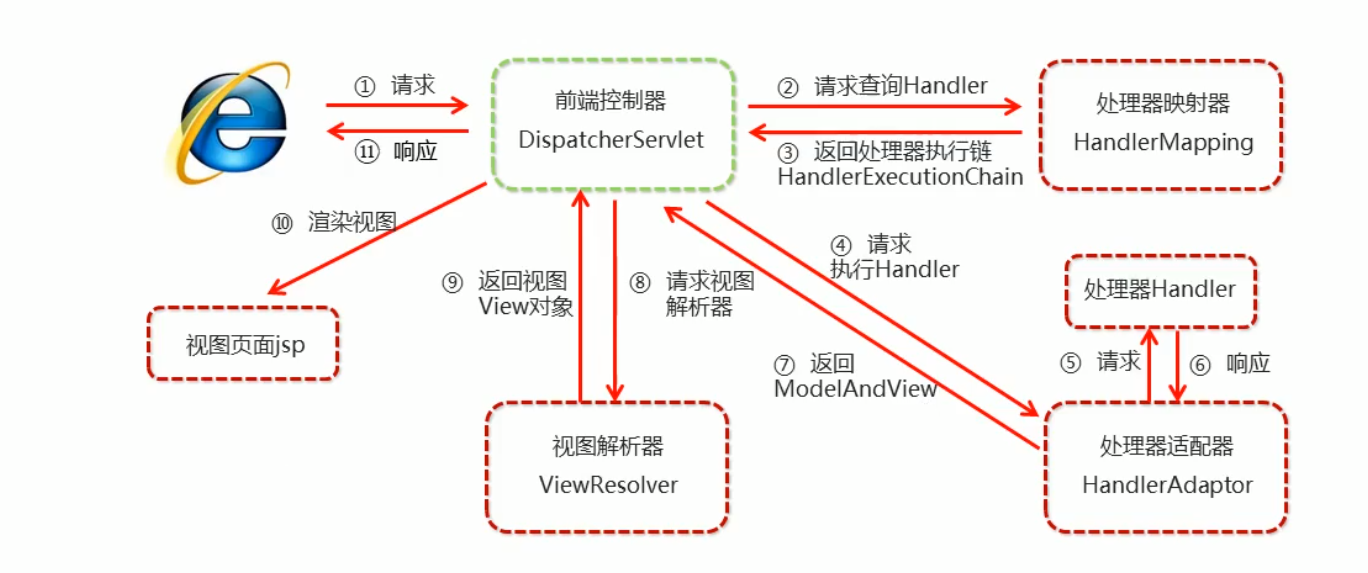 ① 请求
⑪ 响应
前端控制器
DispatcherServlet
② 请求查询Handler
③ 返回处理器执行链
HandlerExecutionChain
处理器映射器
HandlerMapping
⑩ 渲染视图
④ 请求
执行Handler
处理器Handler
⑨ 返回视图
View对象
⑧ 请求视图
解析器
视图页面jsp
⑦ 返回
ModelAndView
⑤ 请求
⑥ 响应
视图解析器
ViewResolver
处理器适配器
HandlerAdaptor